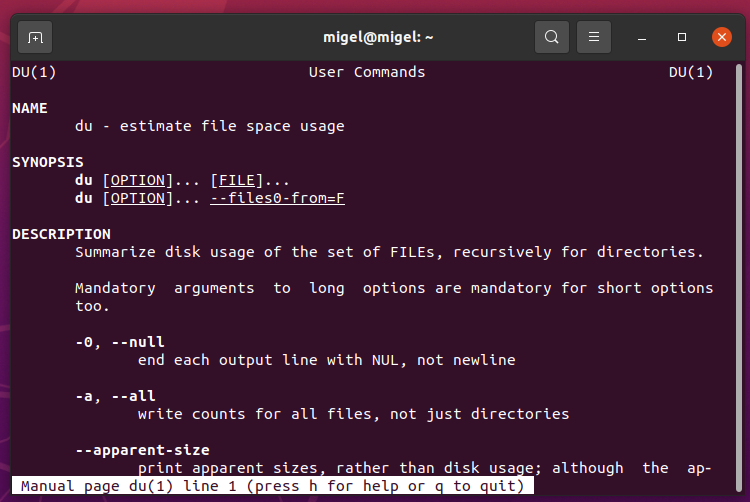 migel@migel: ~
DU(1) User Commands DU(1)
NAME
du - estimate file space usage
SYNOPSIS
du [OPTION]... [FILE]...
du [OPTION]... --files0-from=F
DESCRIPTION
Summarize disk usage of the set of FILEs, recursively for directories.
Mandatory arguments to long options are mandatory for short options
too.
-0, --null
end each output line with NUL, not newline
-a, --all
write counts for all files, not just directories
--apparent-size
print apparent sizes, rather than disk usage; although the ap-
Manual page du(1) line 1 (press h for help or q to quit)